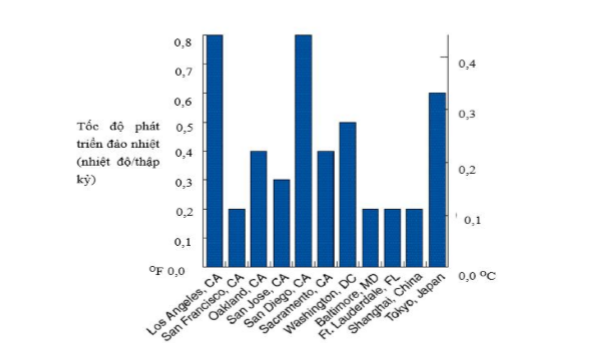 Tốc độ phát
triển đảo nhiệt
(nhiệt độ/thập
kỷ)
0,8
0,7
0,6
0,5
0,4
0,3
0,2
0,1
⁰F 0,0
0,4
0,3
0,2
0,1
0,0 ⁰C
Los Angeles, CA
San Francisco, CA
Oakland, CA
San Jose, CA
San Diego, CA
Sacramento, CA
Washington, DC
Baltimore, MD
Ft. Lauderdale, FL
Shanghai, China
Tokyo, Japan